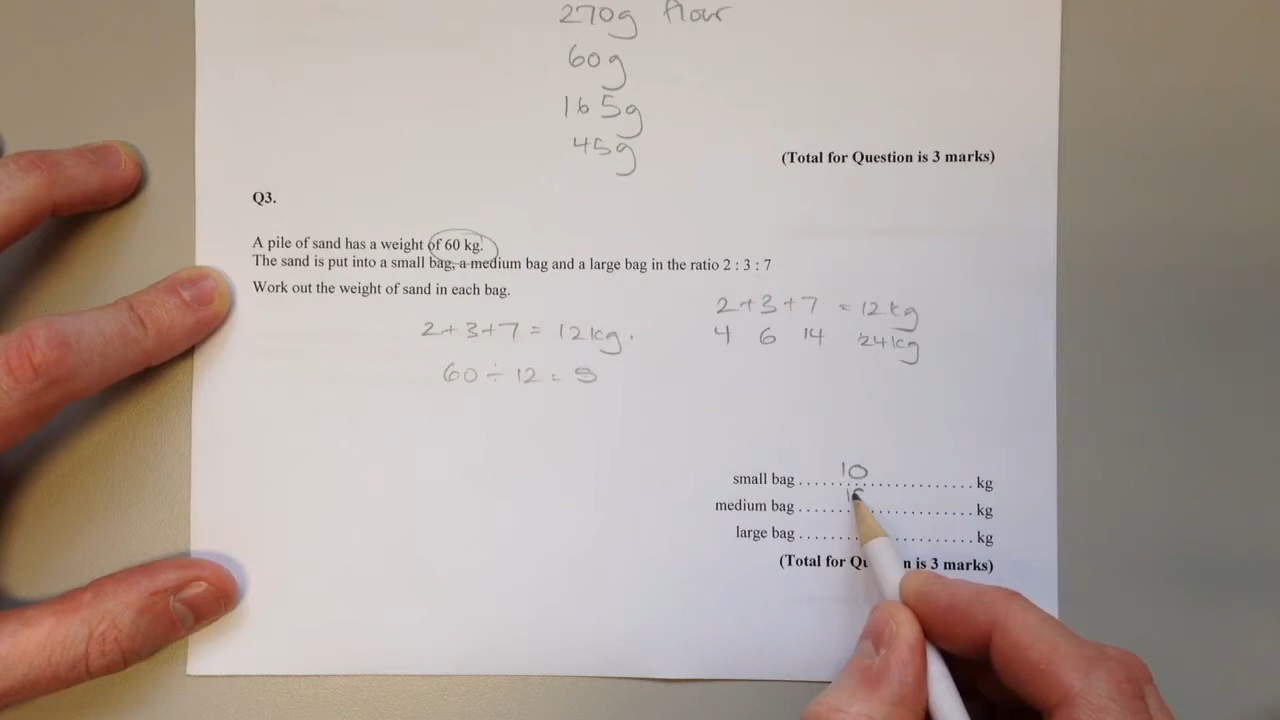 270g flour
60g
165g
45g
(Total for Question is 3 marks)
Q3.
A pile of sand has a weight of 60 kg.
The sand is put into a small bag, a medium bag and a large bag in the ratio 2 : 3 : 7
Work out the weight of sand in each bag.
2+3+7 = 12kg
4 6 14 24kg
2+3+7 = 12kg.
60 ÷ 12 = 5
small bag 10 kg
medium bag kg
large bag kg
(Total for Qu n is 3 marks)